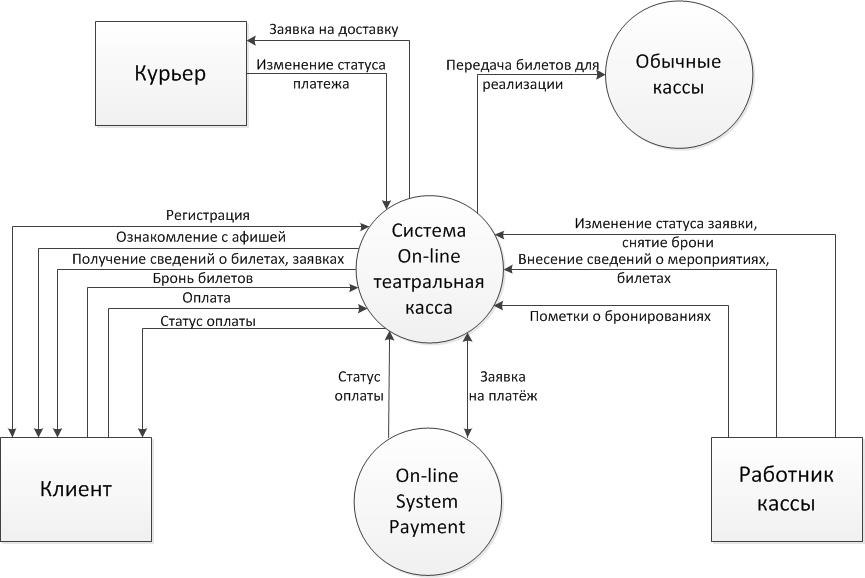 Заявка на доставку
Курьер
Изменение статуса
платежа
Передача билетов для
реализации
Обычные
кассы
Регистрация
Ознакомление с афишей
Получение сведений о билетах, заявках
Бронь билетов
Оплата
Статус оплаты
Система
On-line
театральная
касса
Изменение статуса заявки,
снятие брони
Внесение сведений о мероприятиях,
билетах
Пометки о бронированиях
Статус
оплаты
Заявка
на платёж
Клиент
On-line
System
Payment
Работник
кассы